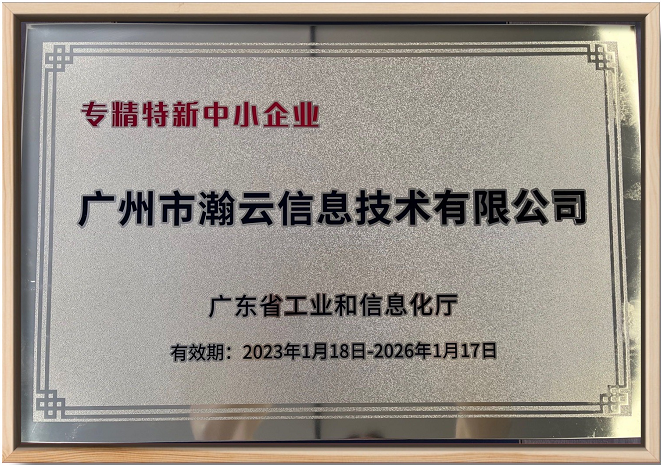 专精特新中小企业
广州市瀚云信息技术有限公司
广东省工业和信息化厅
有效期：2023年1月18日-2026年1月17日